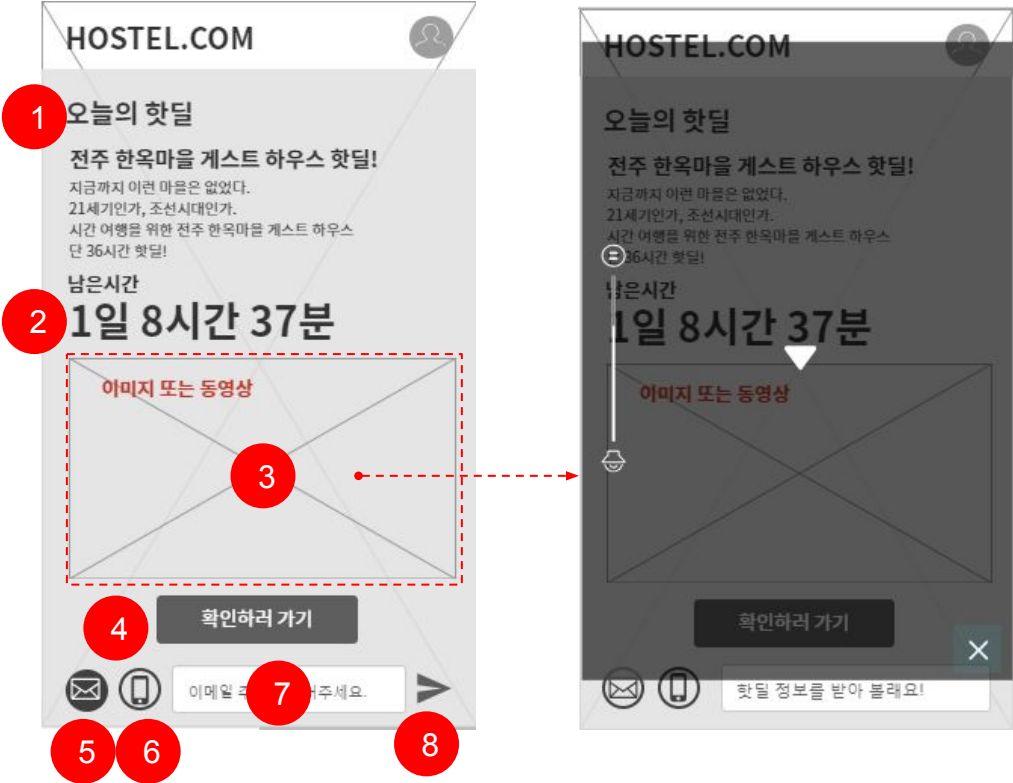 HOSTEL.COM
1
오늘의 핫딜
전주 한옥마을 게스트 하우스 핫딜!
지금까지 이런 마을은 없었다.
21세기인가, 조선시대인가.
시간 여행을 위한 전주 한옥마을 게스트 하우스
단 36시간 핫딜!
남은시간
2
1일 8시간 37분
아미지 또는 동영상
3
4
확인하러 가기
이메일
7
주세요.
5
6
8
HOSTEL.COM
오늘의 핫딜
전주 한옥마을 게스트 하우스 핫딜!
지금까지 이런 마을은 없었다.
21세기인가, 조선시대인가.
시간 여행을 위한 전주 한옥마을 게스트 하우스
36시간 핫딜!
남은시간
1일 8시간 37분
아미지 또는 동영상
확인하러 가기
핫딜 정보를 받아 볼래요!